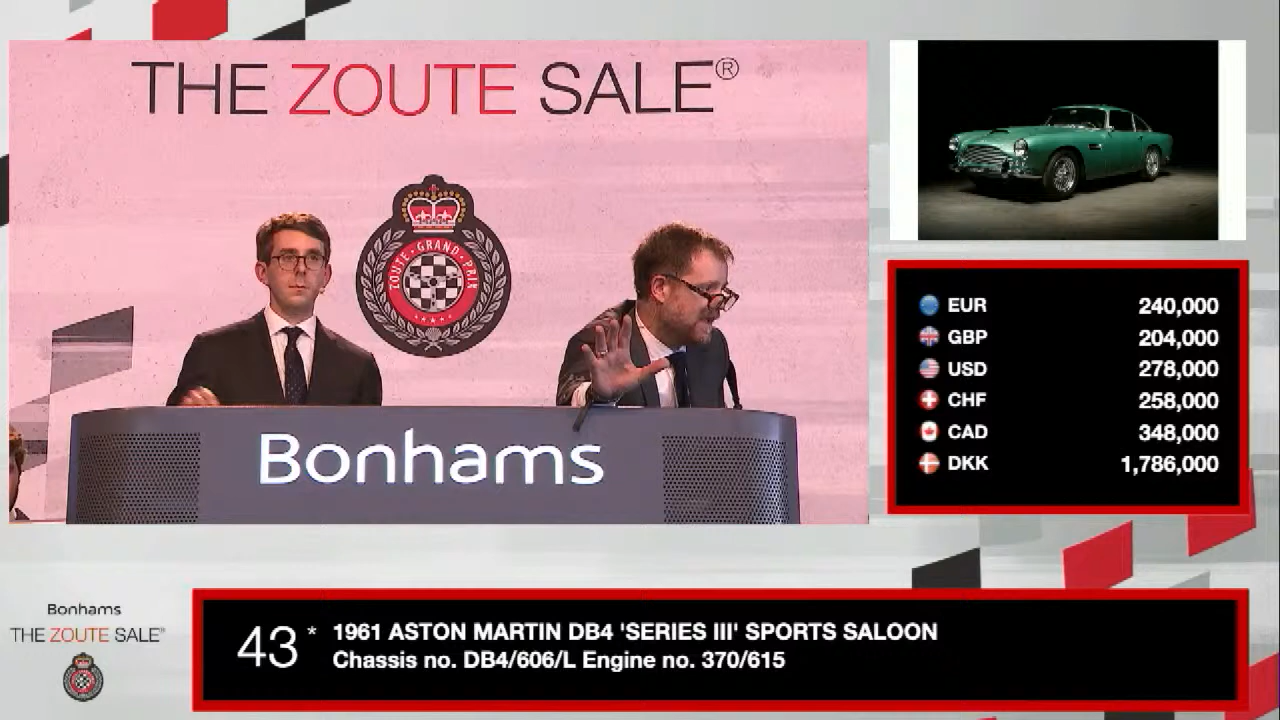 THE ZOUTE SALE®
ZOUTE · GRAND · PRIX
Bonhams
EUR 240,000
GBP 204,000
USD 278,000
CHF 258,000
CAD 348,000
DKK 1,786,000
Bonhams
THE ZOUTE SALE®
43* 1961 ASTON MARTIN DB4 'SERIES III' SPORTS SALOON
Chassis no. DB4/606/L Engine no. 370/615